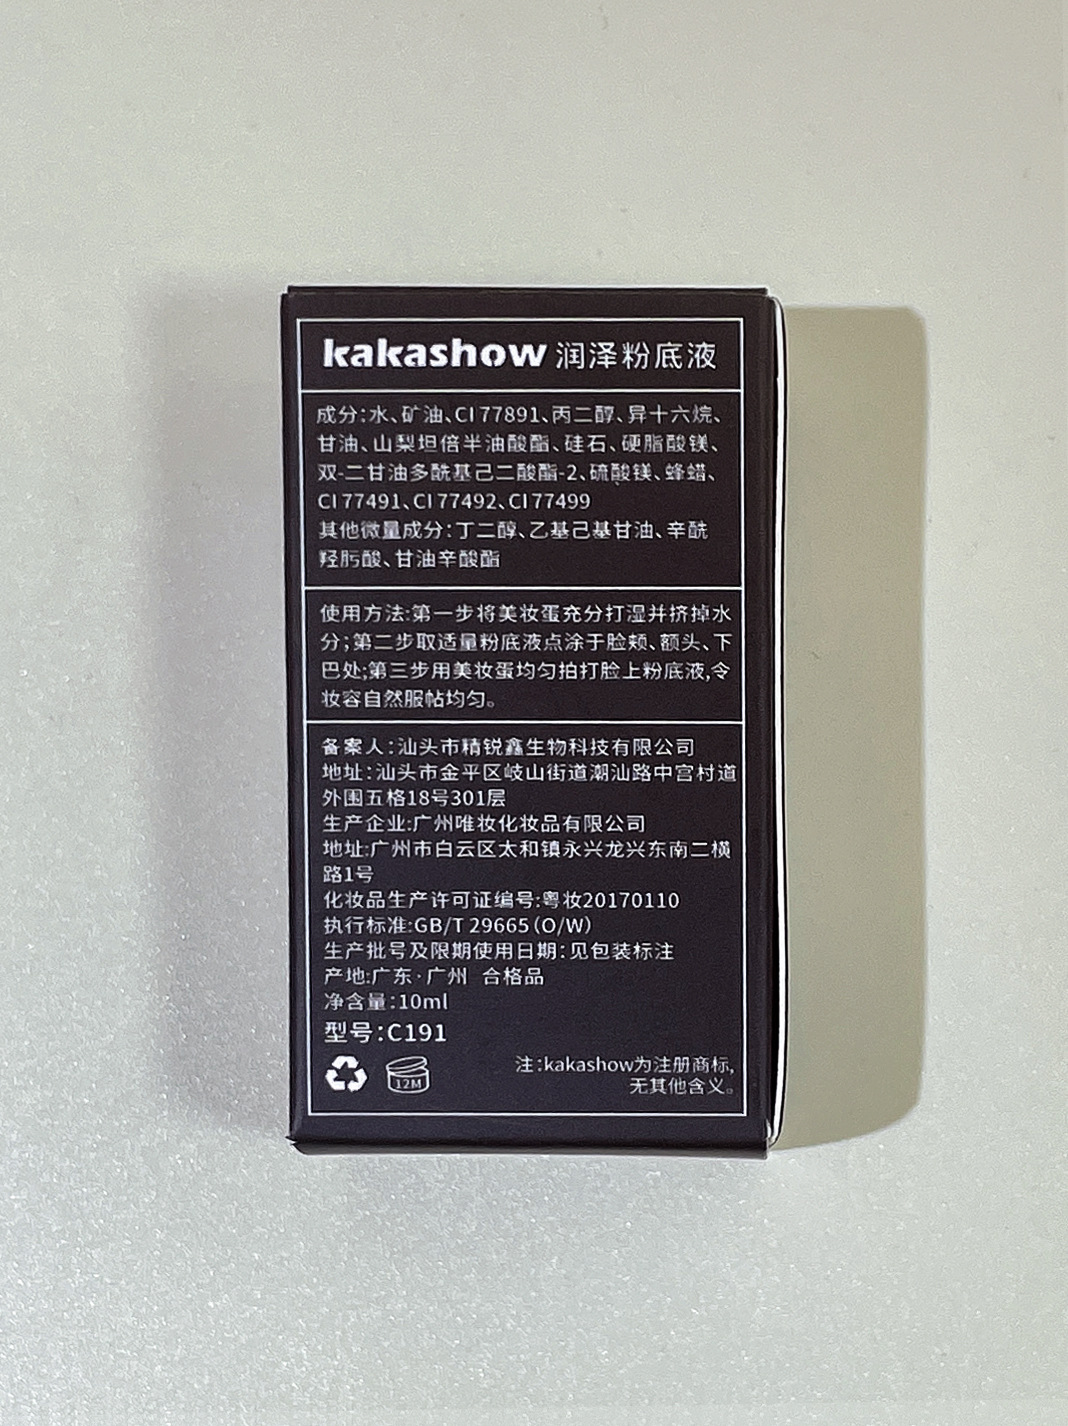 kakashow 润泽粉底液
成分:水、矿油、CI 77891、丙二醇、异十六烷、
甘油、山梨坦倍半油酸酯、硅石、硬脂酸镁、
双-二甘油多酰基己二酸酯-2、硫酸镁、蜂蜡、
CI 77491、CI 77492、CI 77499
其他微量成分:丁二醇、乙基己基甘油、辛酰
羟肟酸、甘油辛酸酯
使用方法:第一步将美妆蛋充分打湿并挤掉水
分;第二步取适量粉底液点涂于脸颊、额头、下
巴处;第三步用美妆蛋均匀拍打脸上粉底液,令
妆容自然服帖均匀。
备案人:汕头市精锐鑫生物科技有限公司
地址:汕头市金平区岐山街道潮汕路中宫村道
外围五格18号301层
生产企业:广州唯妆化妆品有限公司
地址:广州市白云区太和镇永兴龙兴东南二横
路1号
化妆品生产许可证编号:粤妆20170110
执行标准:GB/T 29665(O/W)
生产批号及限期使用日期:见包装标注
产地:广东·广州 合格品
净含量:10ml
型号:C191
12M
注:kakashow为注册商标,
无其他含义。